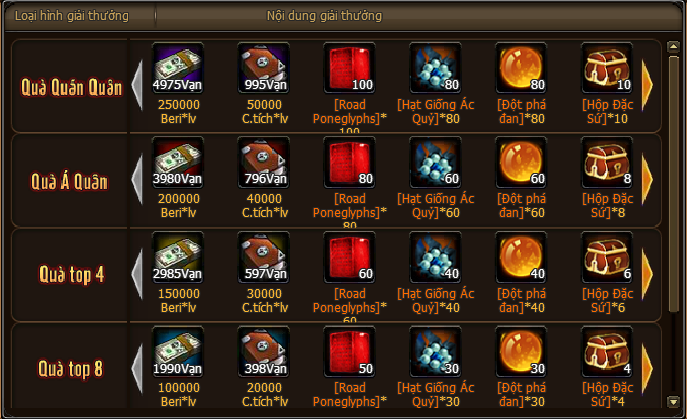 Loại hình giải thưởng
Nội dung giải thưởng
Quà Quán Quân
4975Vạn
995Vạn
100
80
80
10
250000 Beri*lv
50000 C.tích*lv
[Road Poneglyphs]*100
[Hạt Giống Ác Quỷ]*80
[Đột phá đan]*80
[Hộp Đặc Sứ]*10
Quà Á Quân
3980Vạn
796Vạn
80
60
60
8
200000 Beri*lv
40000 C.tích*lv
[Road Poneglyphs]*80
[Hạt Giống Ác Quỷ]*60
[Đột phá đan]*60
[Hộp Đặc Sứ]*8
Quà top 4
2985Vạn
597Vạn
60
40
40
6
150000 Beri*lv
30000 C.tích*lv
[Road Poneglyphs]*60
[Hạt Giống Ác Quỷ]*40
[Đột phá đan]*40
[Hộp Đặc Sứ]*6
Quà top 8
1990Vạn
398Vạn
50
30
30
4
100000 Beri*lv
20000 C.tích*lv
[Road Poneglyphs]*
[Hạt Giống Ác Quỷ]*30
[Đột phá đan]*30
[Hộp Đặc Sứ]*4